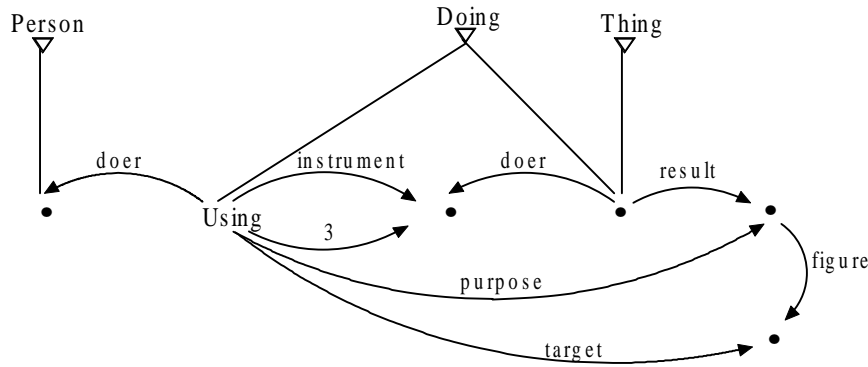 Person
Doing
Thing
doer
instrument
doer
result
Using
3
figure
purpose
target